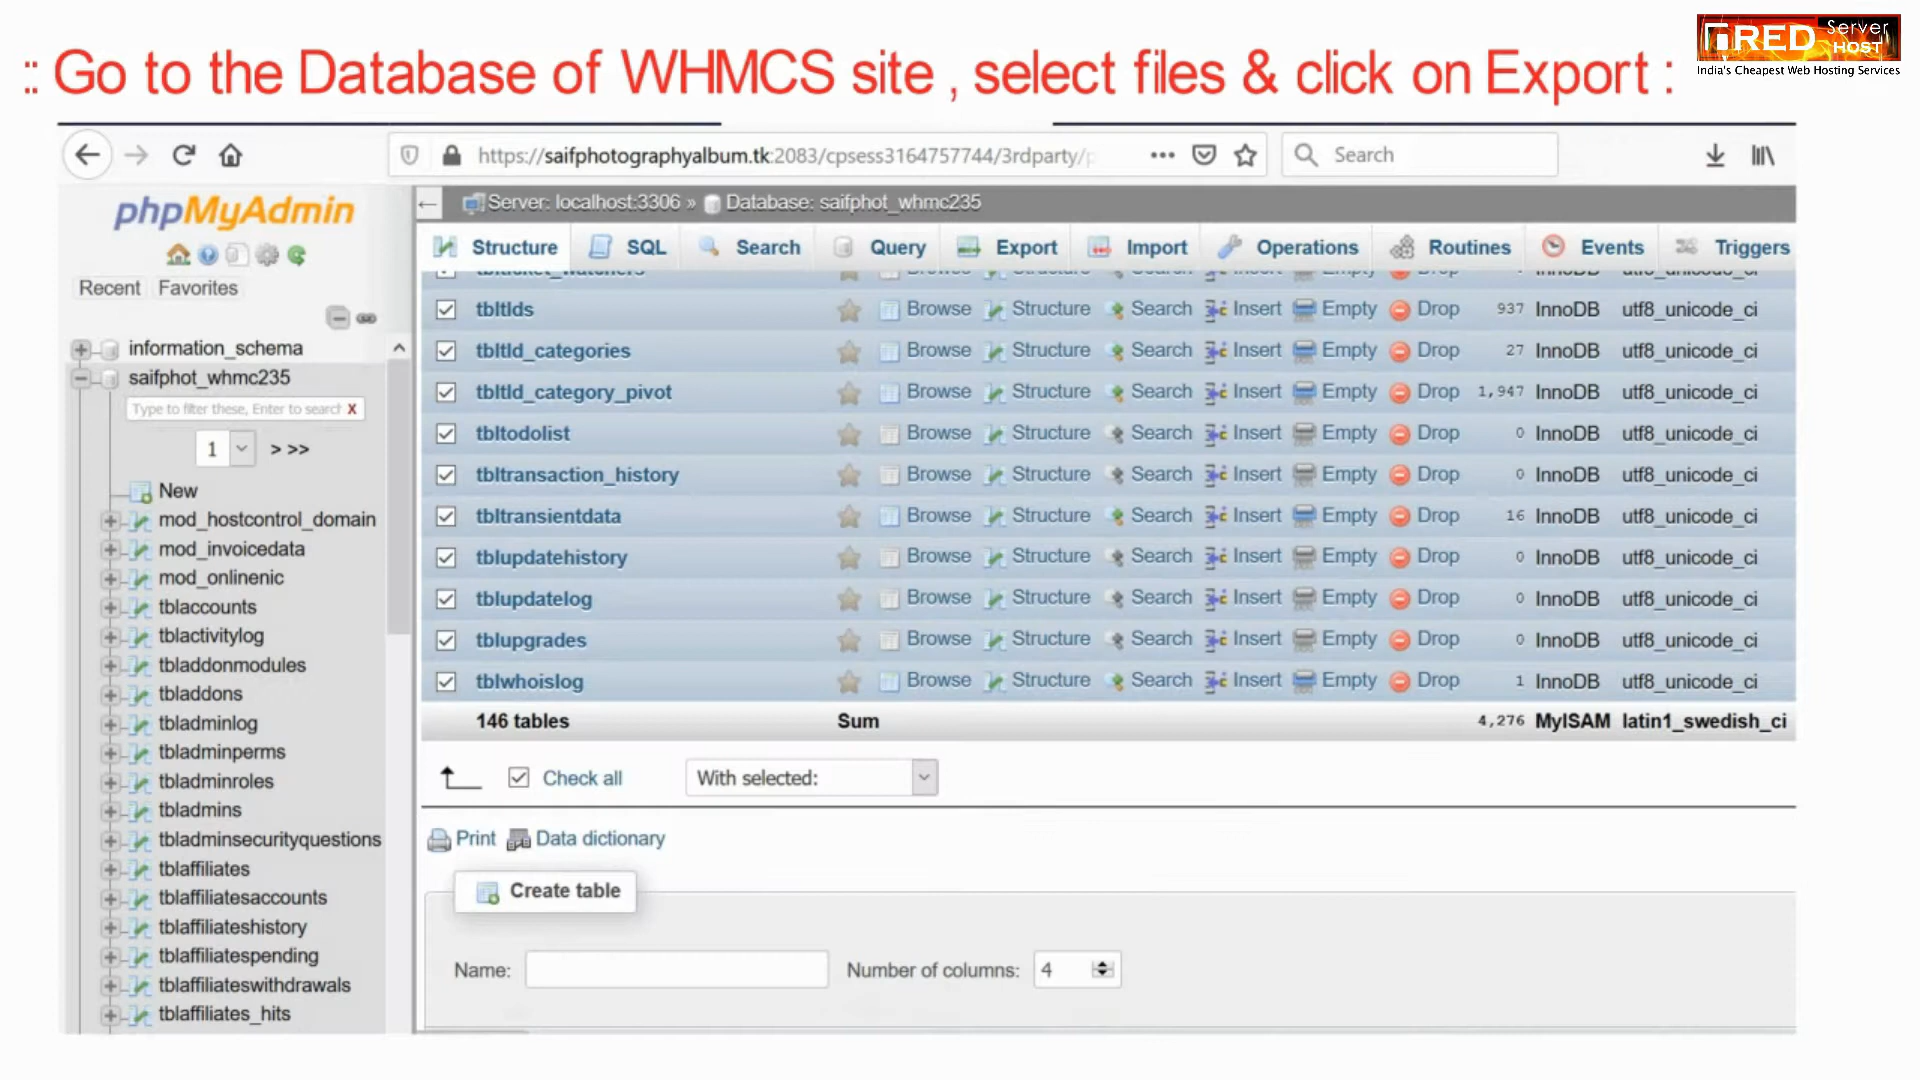 :: Go to the Database of WHMCS site , select files & click on Export :
iRED Server
HOST
India's Cheapest Web Hosting Services
https://saifphotographyalbum.tk:2083/cpsess3164757744/3rdparty/
Search
phpMyAdmin
Recent Favorites
information_schema
saifphot_whmc235
Type to filter these, Enter to search X
1 > >>
New
mod_hostcontrol_domain
mod_invoicedata
mod_onlinenic
tblaccounts
tblactivitylog
tbladdonmodules
tbladdons
tbladminlog
tbladminperms
tbladminroles
tbladmins
tbladminsecurityquestions
tblaffiliates
tblaffiliatesaccounts
tblaffiliateshistory
tblaffiliatespending
tblaffiliateswithdrawals
tblaffiliates_hits
Server: localhost:3306 » Database: saifphot_whmc235
Structure SQL Search Query Export Import Operations Routines Events Triggers
tbltlds Browse Structure Search Insert Empty Drop 937 InnoDB utf8_unicode_ci
tbltld_categories Browse Structure Search Insert Empty Drop 27 InnoDB utf8_unicode_ci
tbltld_category_pivot Browse Structure Search Insert Empty Drop 1,947 InnoDB utf8_unicode_ci
tbltodolist Browse Structure Search Insert Empty Drop 0 InnoDB utf8_unicode_ci
tbltransaction_history Browse Structure Search Insert Empty Drop 0 InnoDB utf8_unicode_ci
tbltransientdata Browse Structure Search Insert Empty Drop 16 InnoDB utf8_unicode_ci
tblupdatehistory Browse Structure Search Insert Empty Drop 0 InnoDB utf8_unicode_ci
tblupdatelog Browse Structure Search Insert Empty Drop 0 InnoDB utf8_unicode_ci
tblupgrades Browse Structure Search Insert Empty Drop 0 InnoDB utf8_unicode_ci
tblwhoislog Browse Structure Search Insert Empty Drop 1 InnoDB utf8_unicode_ci
146 tables Sum 4,276 MyISAM latin1_swedish_ci
Check all With selected:
Print Data dictionary
Create table
Name: Number of columns: 4